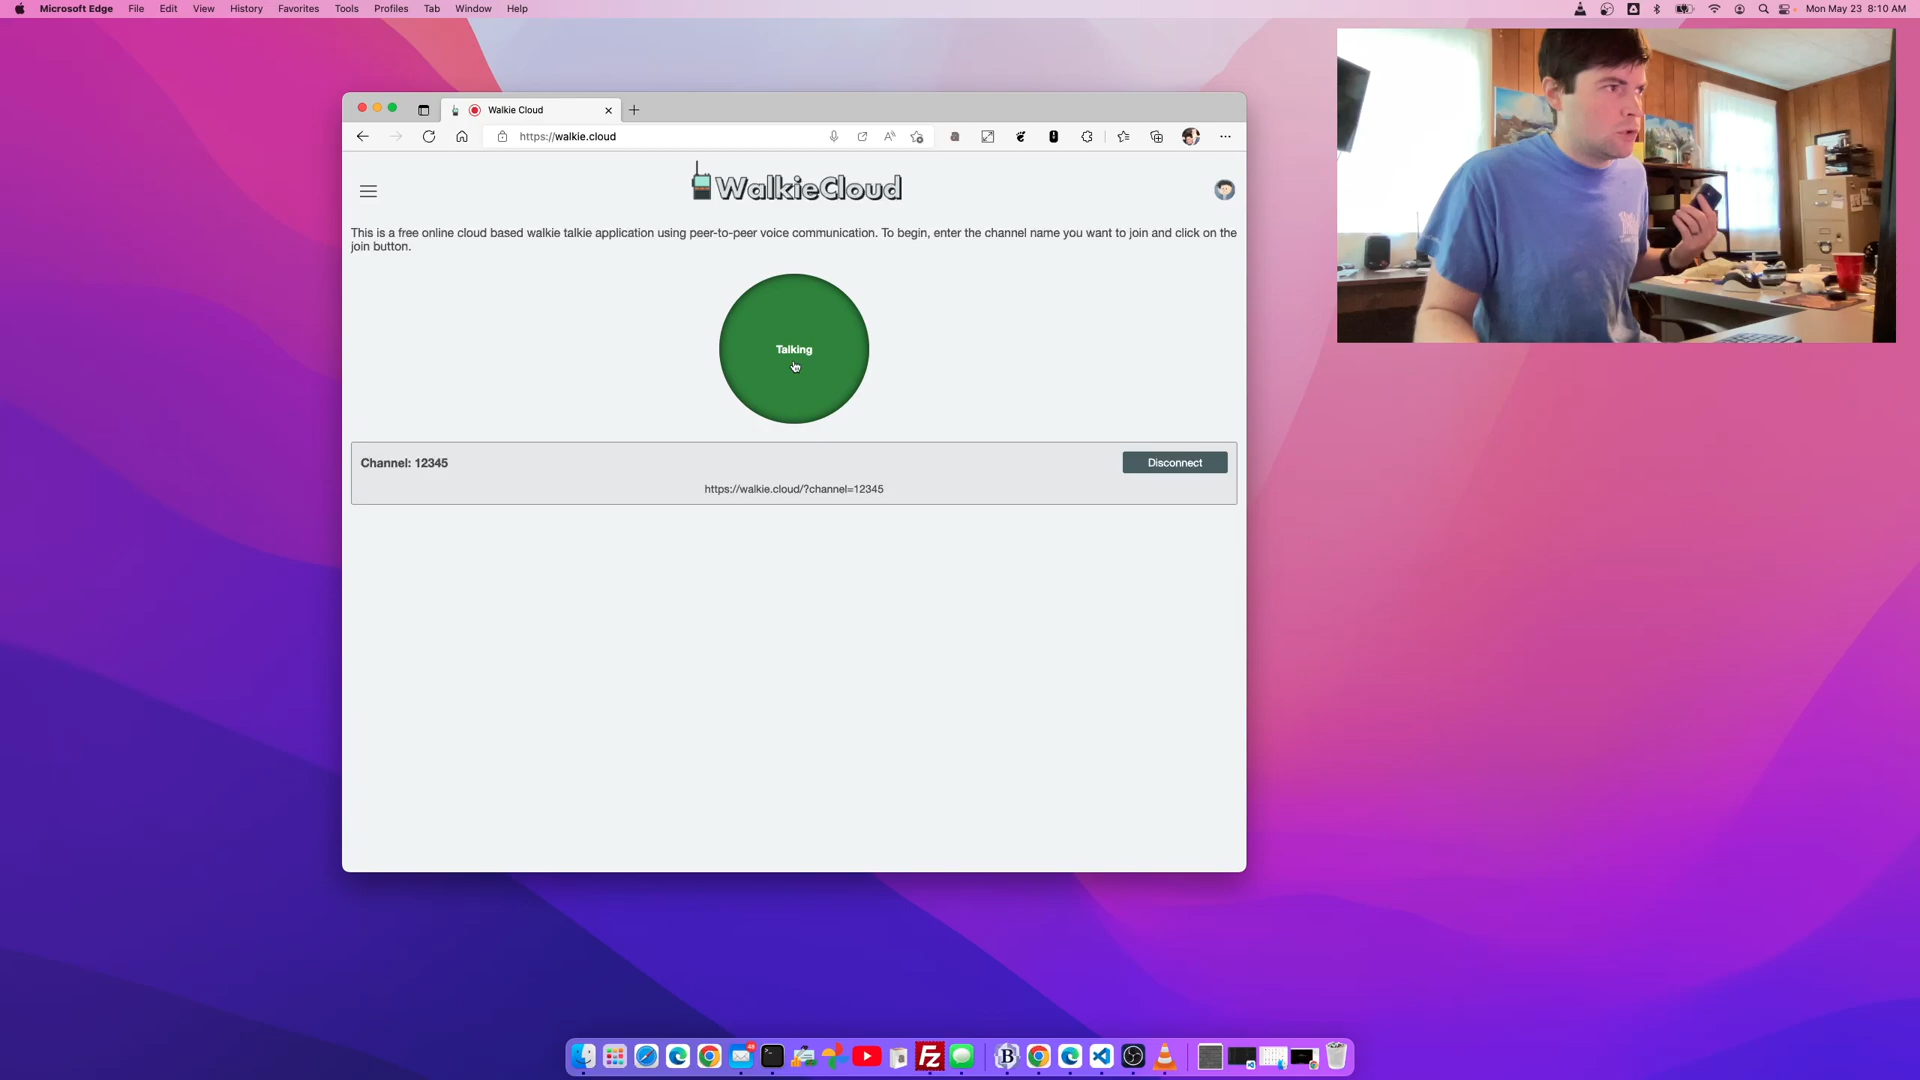 Microsoft Edge File Edit View History Favorites Tools Profiles Tab Window Help Mon May 23 8:10 AM
Walkie Cloud
https://walkie.cloud
WalkieCloud
This is a free online cloud based walkie talkie application using peer-to-peer voice communication. To begin, enter the channel name you want to join and click on the
join button.
Talking
Channel: 12345 Disconnect
https://walkie.cloud/?channel=12345
48